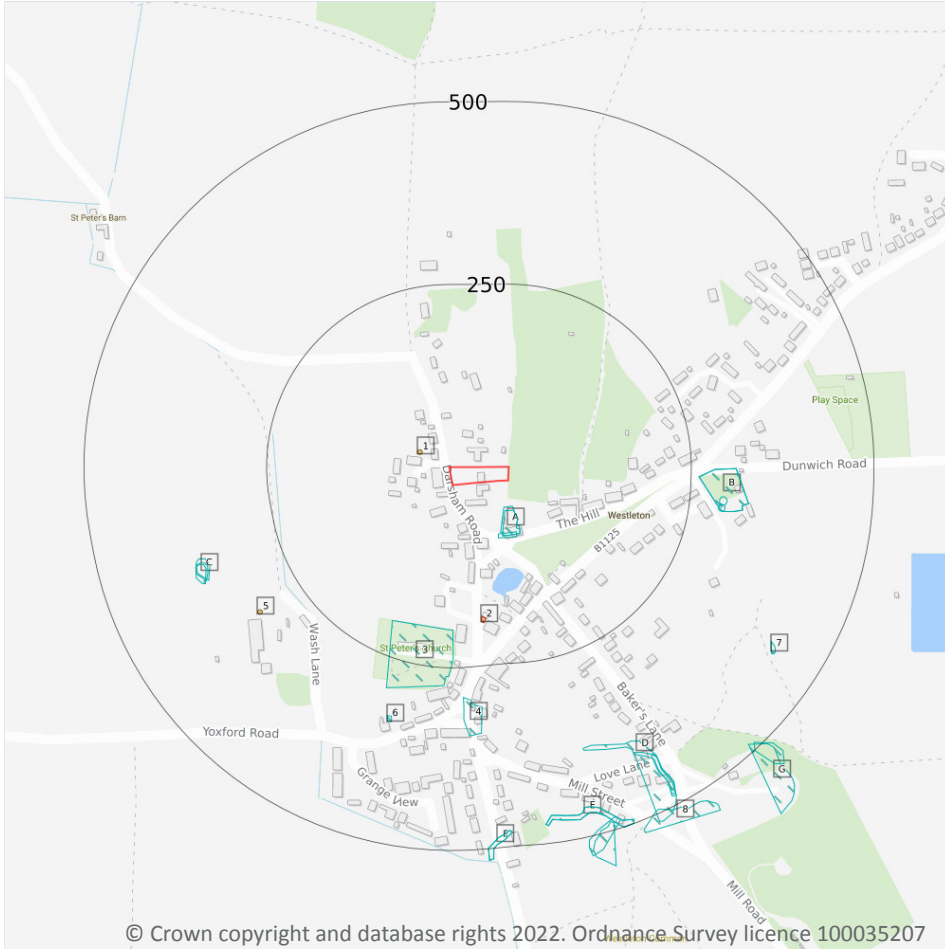 500
St Peter's Barn
250
Play Space
1
Darsham Road
Dunwich Road
B
A
The Hill
Westleton
B1125
C
5
2
Wash Lane
St Peter's Church
3
7
Baker's Lane
6
4
Yoxford Road
D
G
Love Lane
Grange View
Mill Street
E
8
F
Mill Road
© Crown copyright and database rights 2022. Ordnance Survey licence 100035207